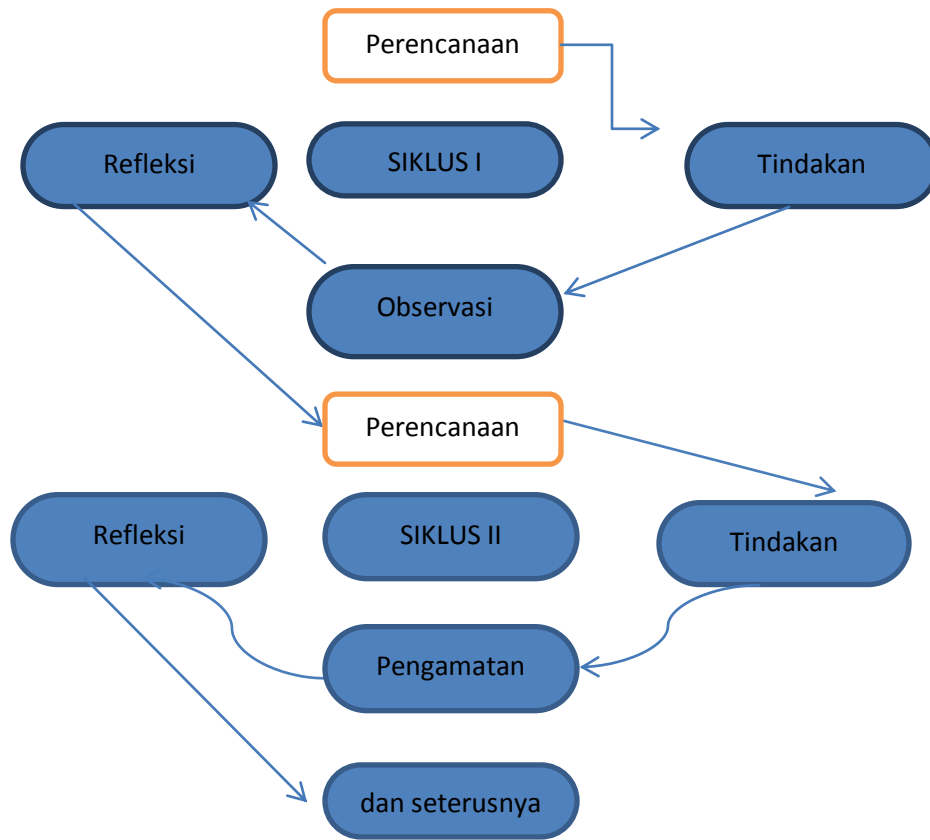 Perencanaan
Refleksi
SIKLUS I
Tindakan
Observasi
Perencanaan
Refleksi
SIKLUS II
Tindakan
Pengamatan
dan seterusnya